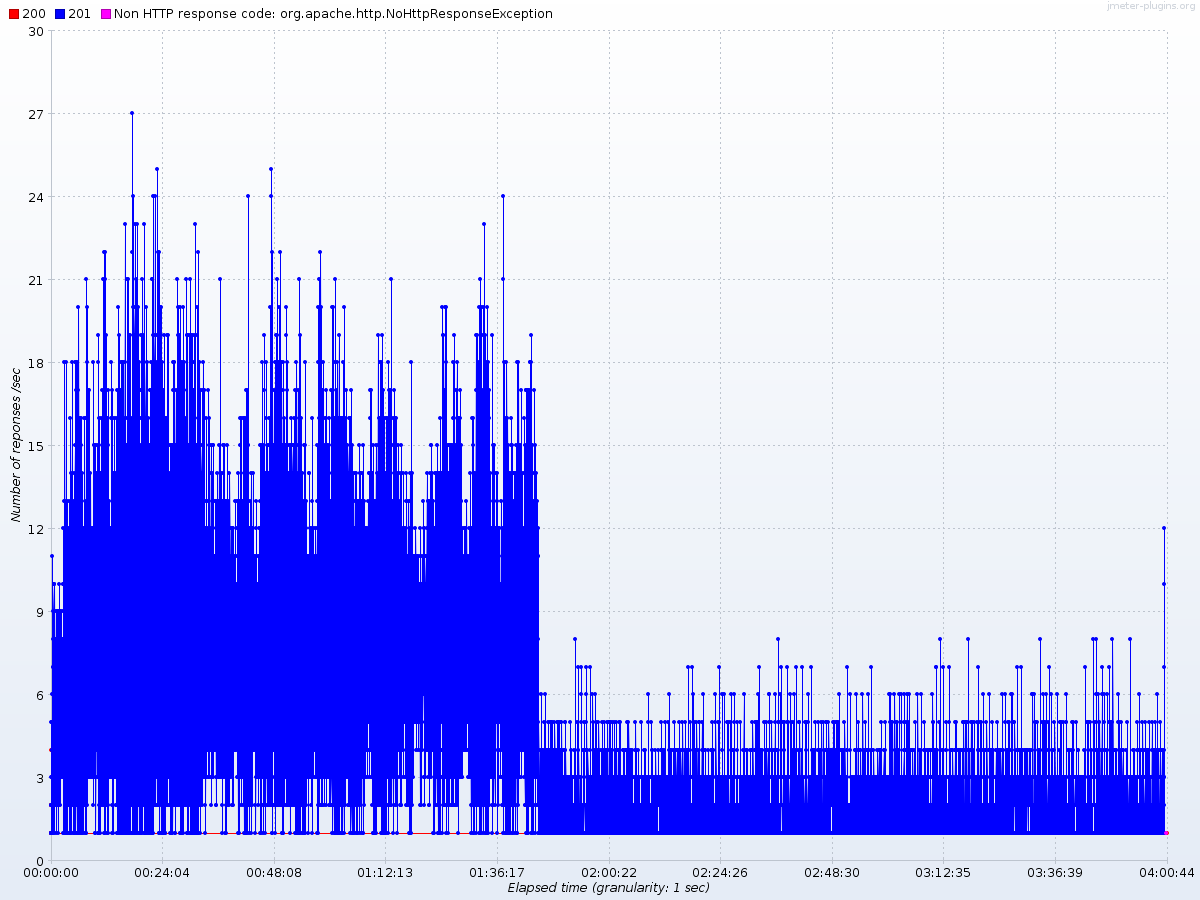 200 201 Non HTTP response code: org.apache.http.NoHttpResponseException
jmeter-plugins.org
30
27
24
21
18
15
12
9
6
3
0
Number of reponses /sec
00:00:00 00:24:04 00:48:08 01:12:13 01:36:17 02:00:22 02:24:26 02:48:30 03:12:35 03:36:39 04:00:44
Elapsed time (granularity: 1 sec)